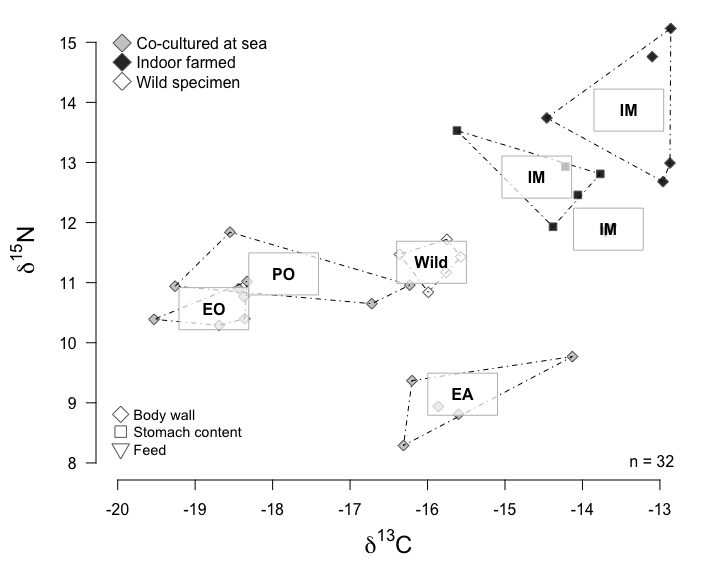 Co-cultured at sea
Indoor farmed
Wild specimen
15
14
13
12
11
10
9
8
δ15N
IM
IM
IM
Wild
PO
EO
EA
Body wall
Stomach content
Feed
n = 32
-20 -19 -18 -17 -16 -15 -14 -13
δ13C